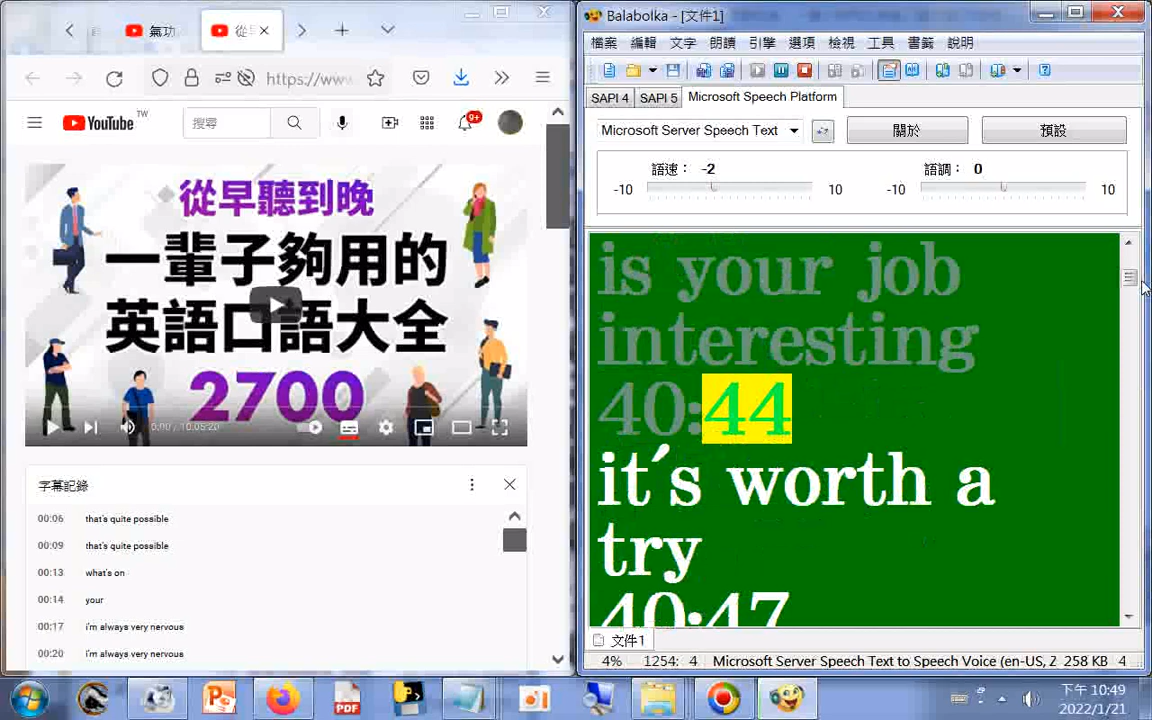 氣功
從
https://www.
YouTube TW
搜尋
9+
從早聽到晚
一輩子夠用的
英語口語大全
2700
0:00 / 10:05:20
字幕記錄
00:06 that's quite possible
00:09 that's quite possible
00:13 what's on
00:14 your
00:17 i'm always very nervous
00:20 i'm always very nervous
Balabolka - [文件1]
檔案 編輯 文字 朗讀 引擎 選項 檢視 工具 書籤 說明
SAPI 4 SAPI 5 Microsoft Speech Platform
Microsoft Server Speech Text 關於 預設
語速： -2 語調： 0
-10 10 -10 10
is your job
interesting
40:44
it's worth a
try
40:47
文件1
4% 1254: 4 Microsoft Server Speech Text to Speech Voice (en-US, Z 258 KB 4
PDF
下午 10:49
2022/1/21